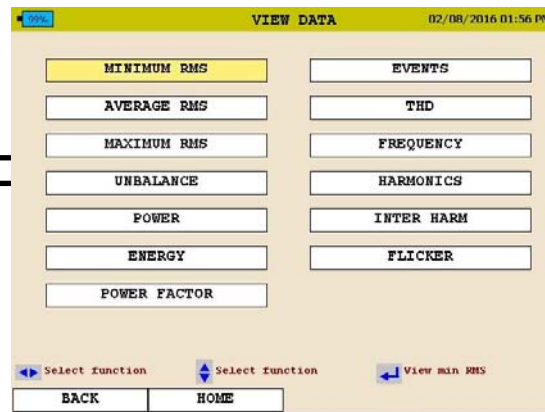 99% VIEW DATA 02/08/2016 01:56 PM
MINIMUM RMS EVENTS
AVERAGE RMS THD
MAXIMUM RMS FREQUENCY
UNBALANCE HARMONICS
POWER INTER HARM
ENERGY FLICKER
POWER FACTOR
Select function Select function View min RMS
BACK HOME